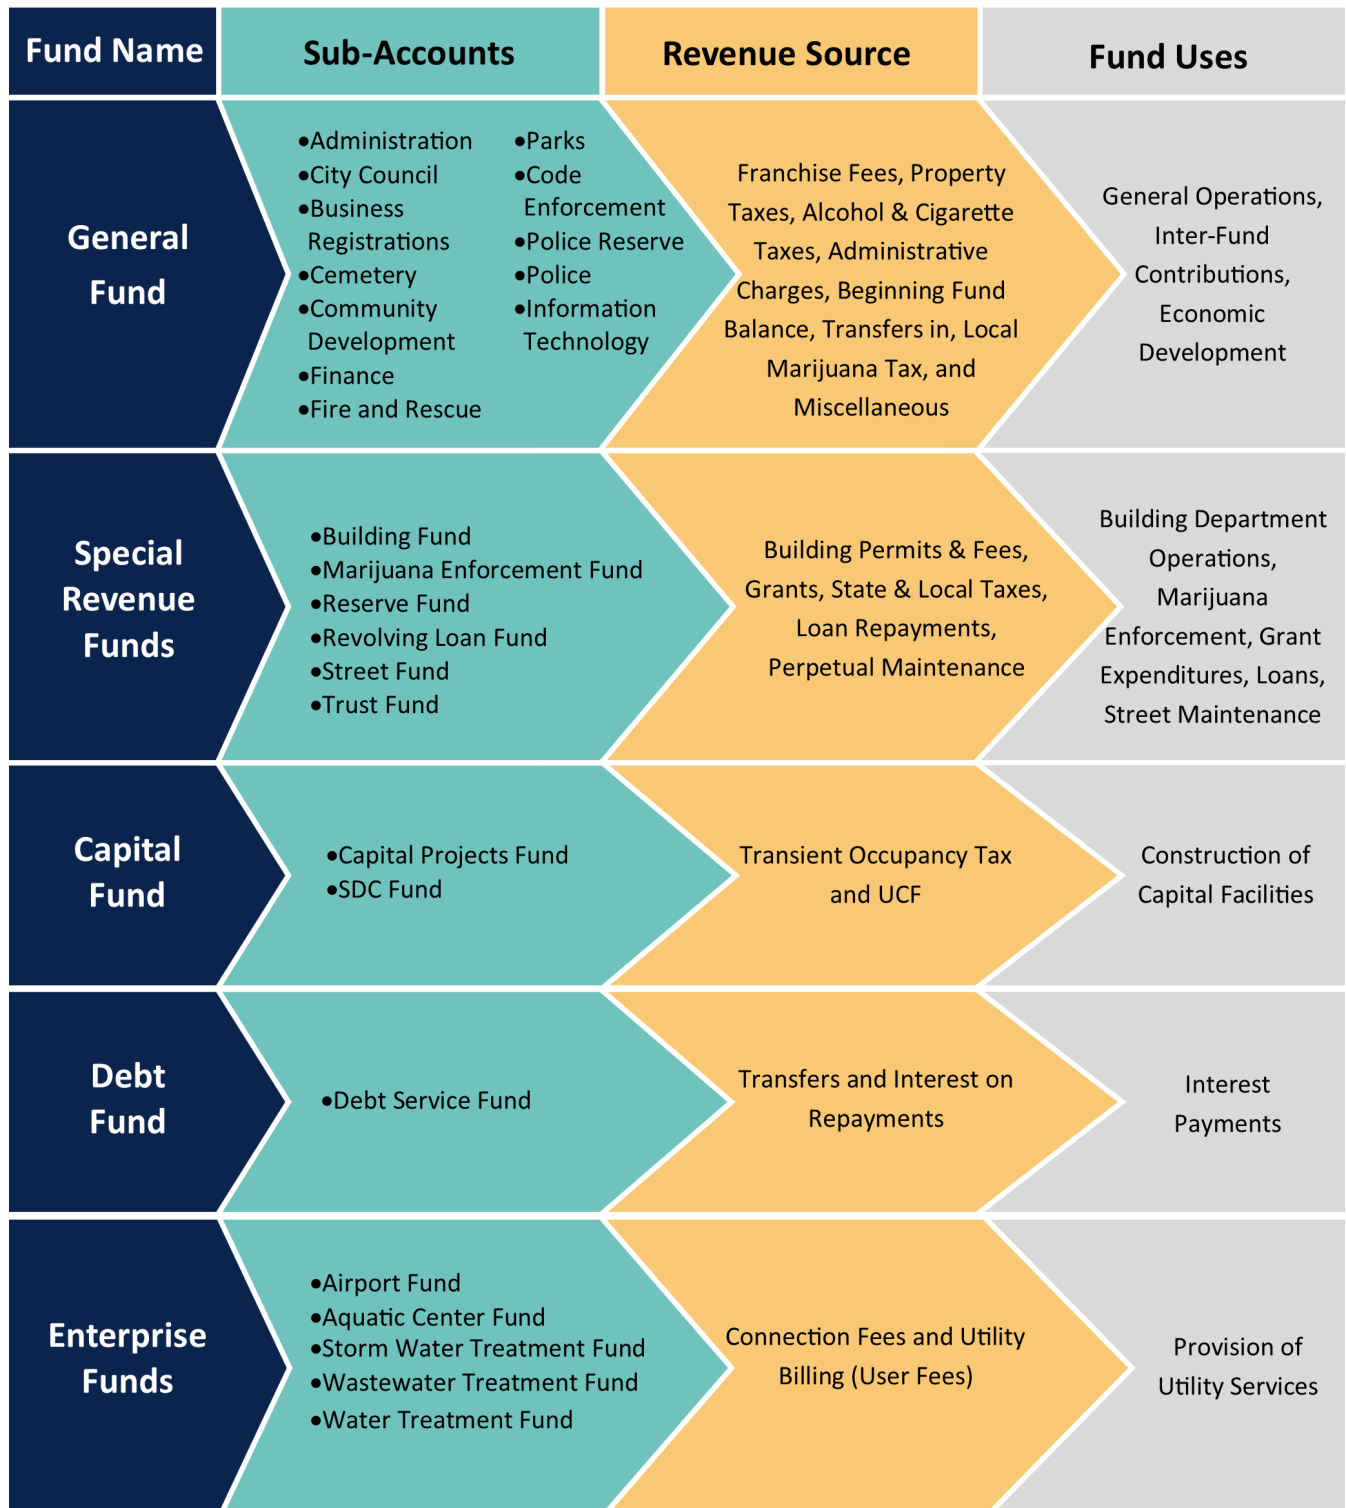 Fund Name
Sub-Accounts
Revenue Source
Fund Uses
General
Fund
•Administration
•City Council
•Business
Registrations
•Cemetery
•Community
Development
•Finance
•Fire and Rescue
•Parks
•Code
Enforcement
•Police Reserve
•Police
•Information
Technology
Franchise Fees, Property
Taxes, Alcohol & Cigarette
Taxes, Administrative
Charges, Beginning Fund
Balance, Transfers in, Local
Marijuana Tax, and
Miscellaneous
General Operations,
Inter-Fund
Contributions,
Economic
Development
Special
Revenue
Funds
•Building Fund
•Marijuana Enforcement Fund
•Reserve Fund
•Revolving Loan Fund
•Street Fund
•Trust Fund
Building Permits & Fees,
Grants, State & Local Taxes,
Loan Repayments,
Perpetual Maintenance
Building Department
Operations,
Marijuana
Enforcement, Grant
Expenditures, Loans,
Street Maintenance
Capital
Fund
•Capital Projects Fund
•SDC Fund
Transient Occupancy Tax
and UCF
Construction of
Capital Facilities
Debt
Fund
•Debt Service Fund
Transfers and Interest on
Repayments
Interest
Payments
Enterprise
Funds
•Airport Fund
•Aquatic Center Fund
•Storm Water Treatment Fund
•Wastewater Treatment Fund
•Water Treatment Fund
Connection Fees and Utility
Billing (User Fees)
Provision of
Utility Services